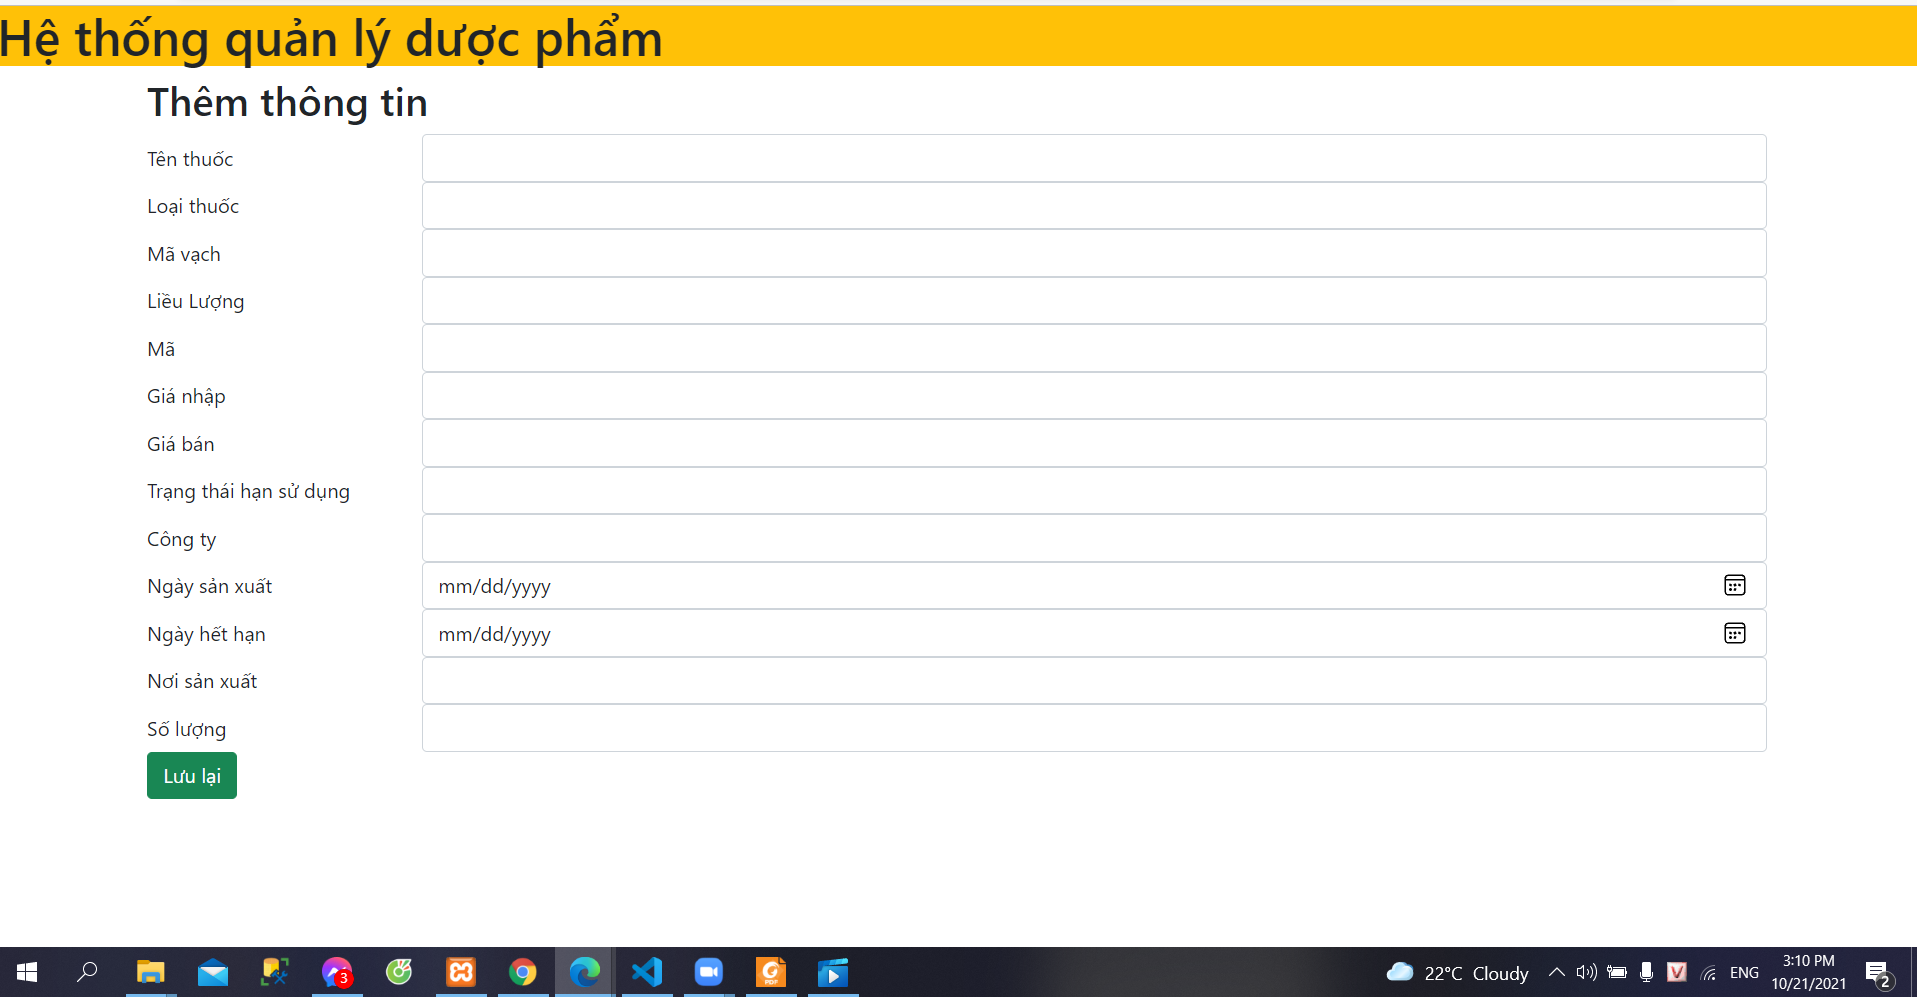 Hệ thống quản lý dược phẩm
Thêm thông tin
Tên thuốc
Loại thuốc
Mã vạch
Liều Lượng
Mã
Giá nhập
Giá bán
Trạng thái hạn sử dụng
Công ty
Ngày sản xuất mm/dd/yyyy
Ngày hết hạn mm/dd/yyyy
Nơi sản xuất
Số lượng
Lưu lại
3
PDF
22°C Cloudy
V
ENG
3:10 PM
10/21/2021
2